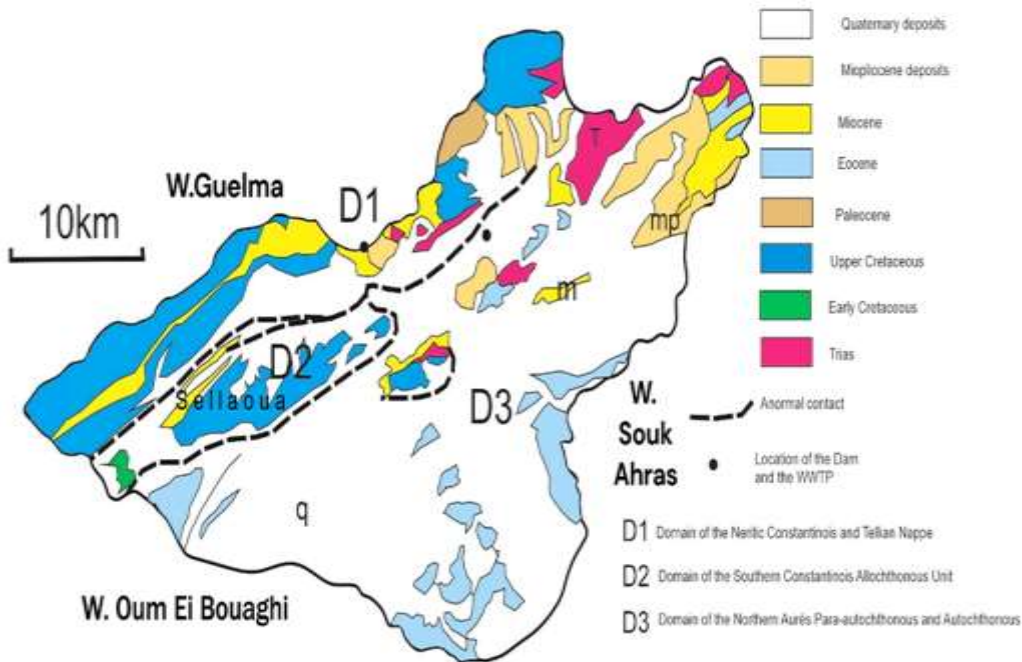 Quaternary deposits
Miopliocene deposits
Miocene
Eocene
Paleocene
Upper Cretaceous
Early Cretaceous
Trias
Anormal contact
Location of the Dam
and the WWTP
D1 Domain of the Neritic Constantinois and Tellian Nappe
D2 Domain of the Southern Constantinois Allochthonous Unit
D3 Domain of the Northern Aurés Para-autochthonous and Autochthonous
W.Guelma
10km
D1
T
mp
m
D2
Sellaoua
D3
W.
Souk
Ahras
q
W. Oum El Bouaghi